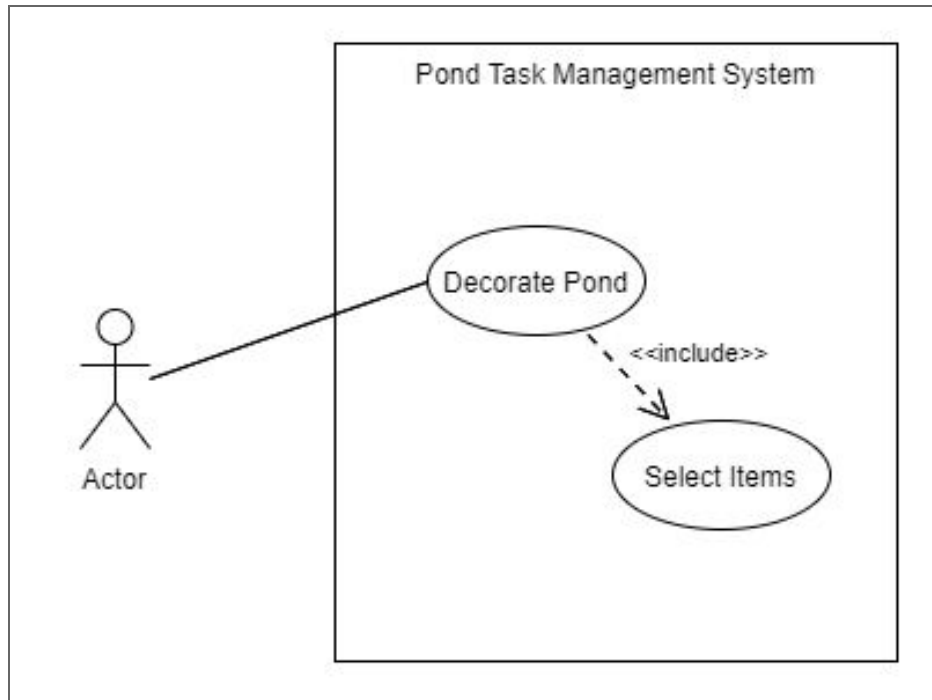 Pond Task Management System
Decorate Pond
<<include>>
Select Items
Actor